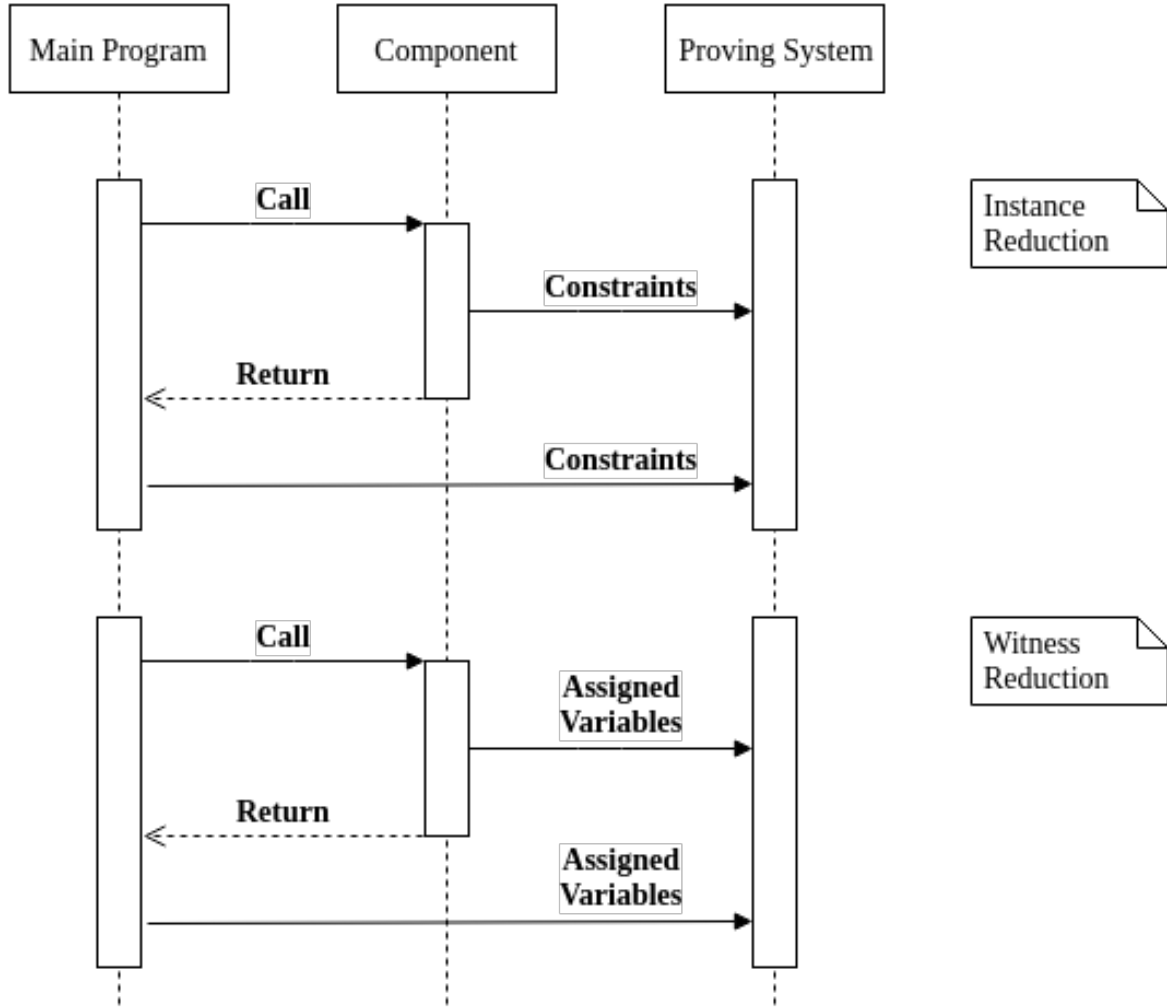 Main Program
Component
Proving System
Call
Instance
Reduction
Constraints
Return
Constraints
Call
Witness
Reduction
Assigned
Variables
Return
Assigned
Variables